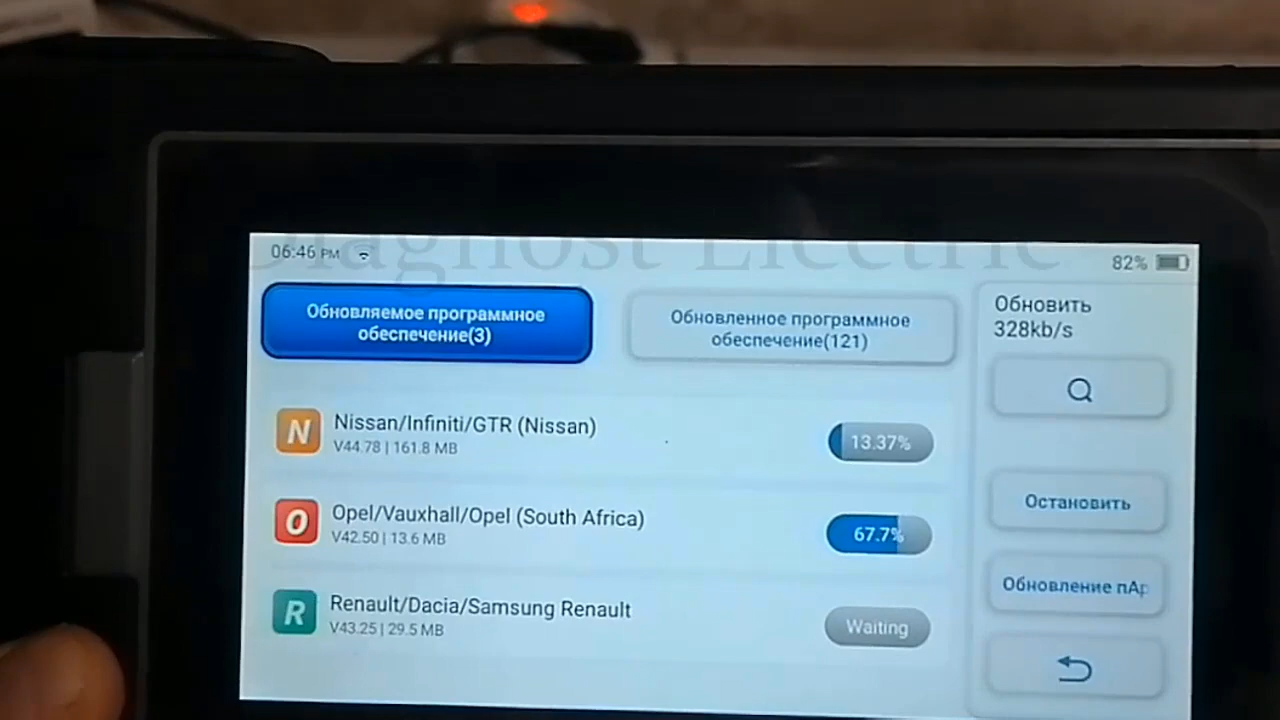 Diagnost Electric
06:46 PM
82%
Обновляемое программное
обеспечение(3)
Обновленное программное
обеспечение(121)
Обновить
328kb/s
N
Nissan/Infiniti/GTR (Nissan)
V44.78 | 161.8 MB
13.37%
O
Opel/Vauxhall/Opel (South Africa)
V42.50 | 13.6 MB
67.7%
Остановить
R
Renault/Dacia/Samsung Renault
V43.25 | 29.5 MB
Waiting
Обновление пАр